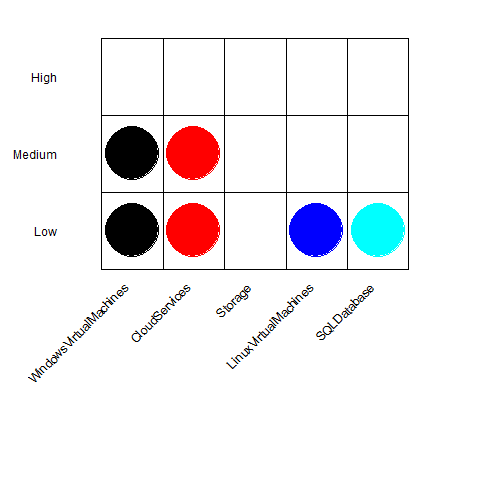 High
Medium
Low
WindowsVirtualMachines
CloudServices
Storage
LinuxVirtualMachines
SQLDatabase